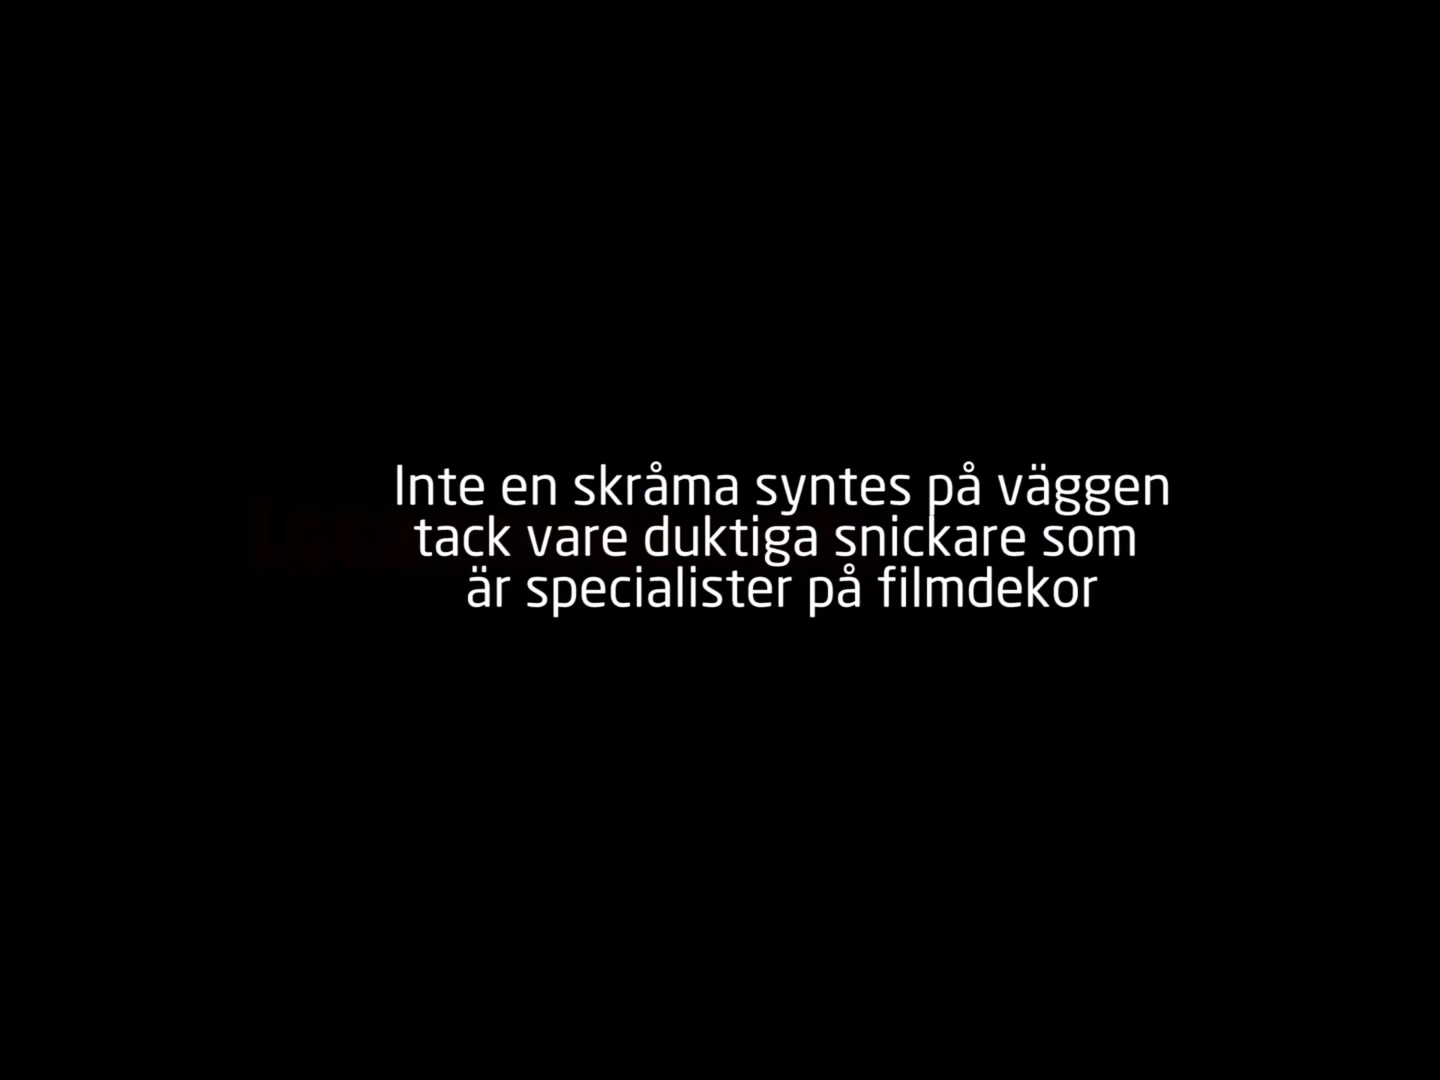 Inte en skråma syntes på väggen
tack vare duktiga snickare som
är specialister på filmdekor